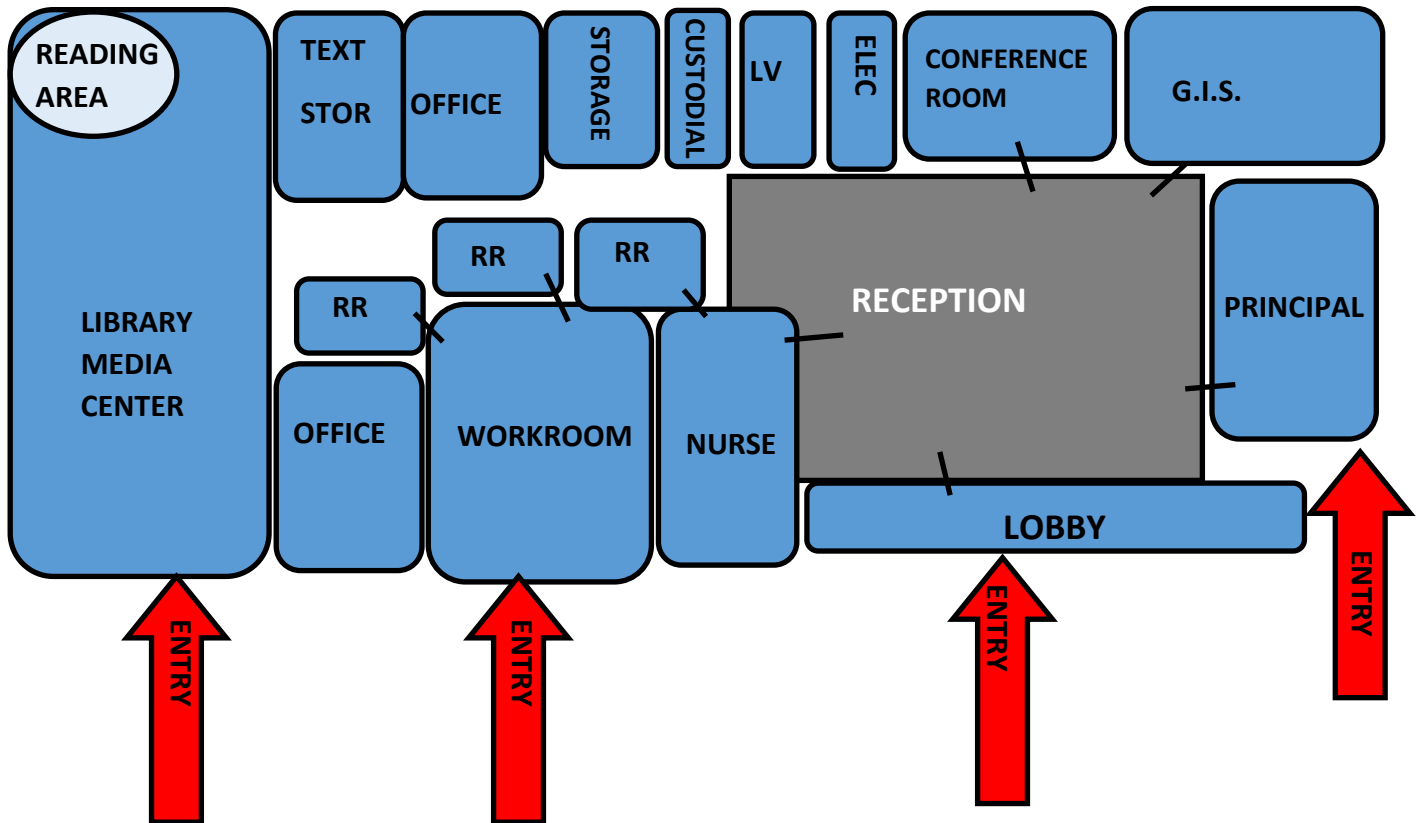 READING
AREA
TEXT
STOR
OFFICE
STORAGE
CUSTODIAL
LV
ELEC
CONFERENCE
ROOM
G.I.S.
RR
RR
RR
RECEPTION
PRINCIPAL
LIBRARY
MEDIA
CENTER
OFFICE
WORKROOM
NURSE
LOBBY
ENTRY
ENTRY
ENTRY
ENTRY